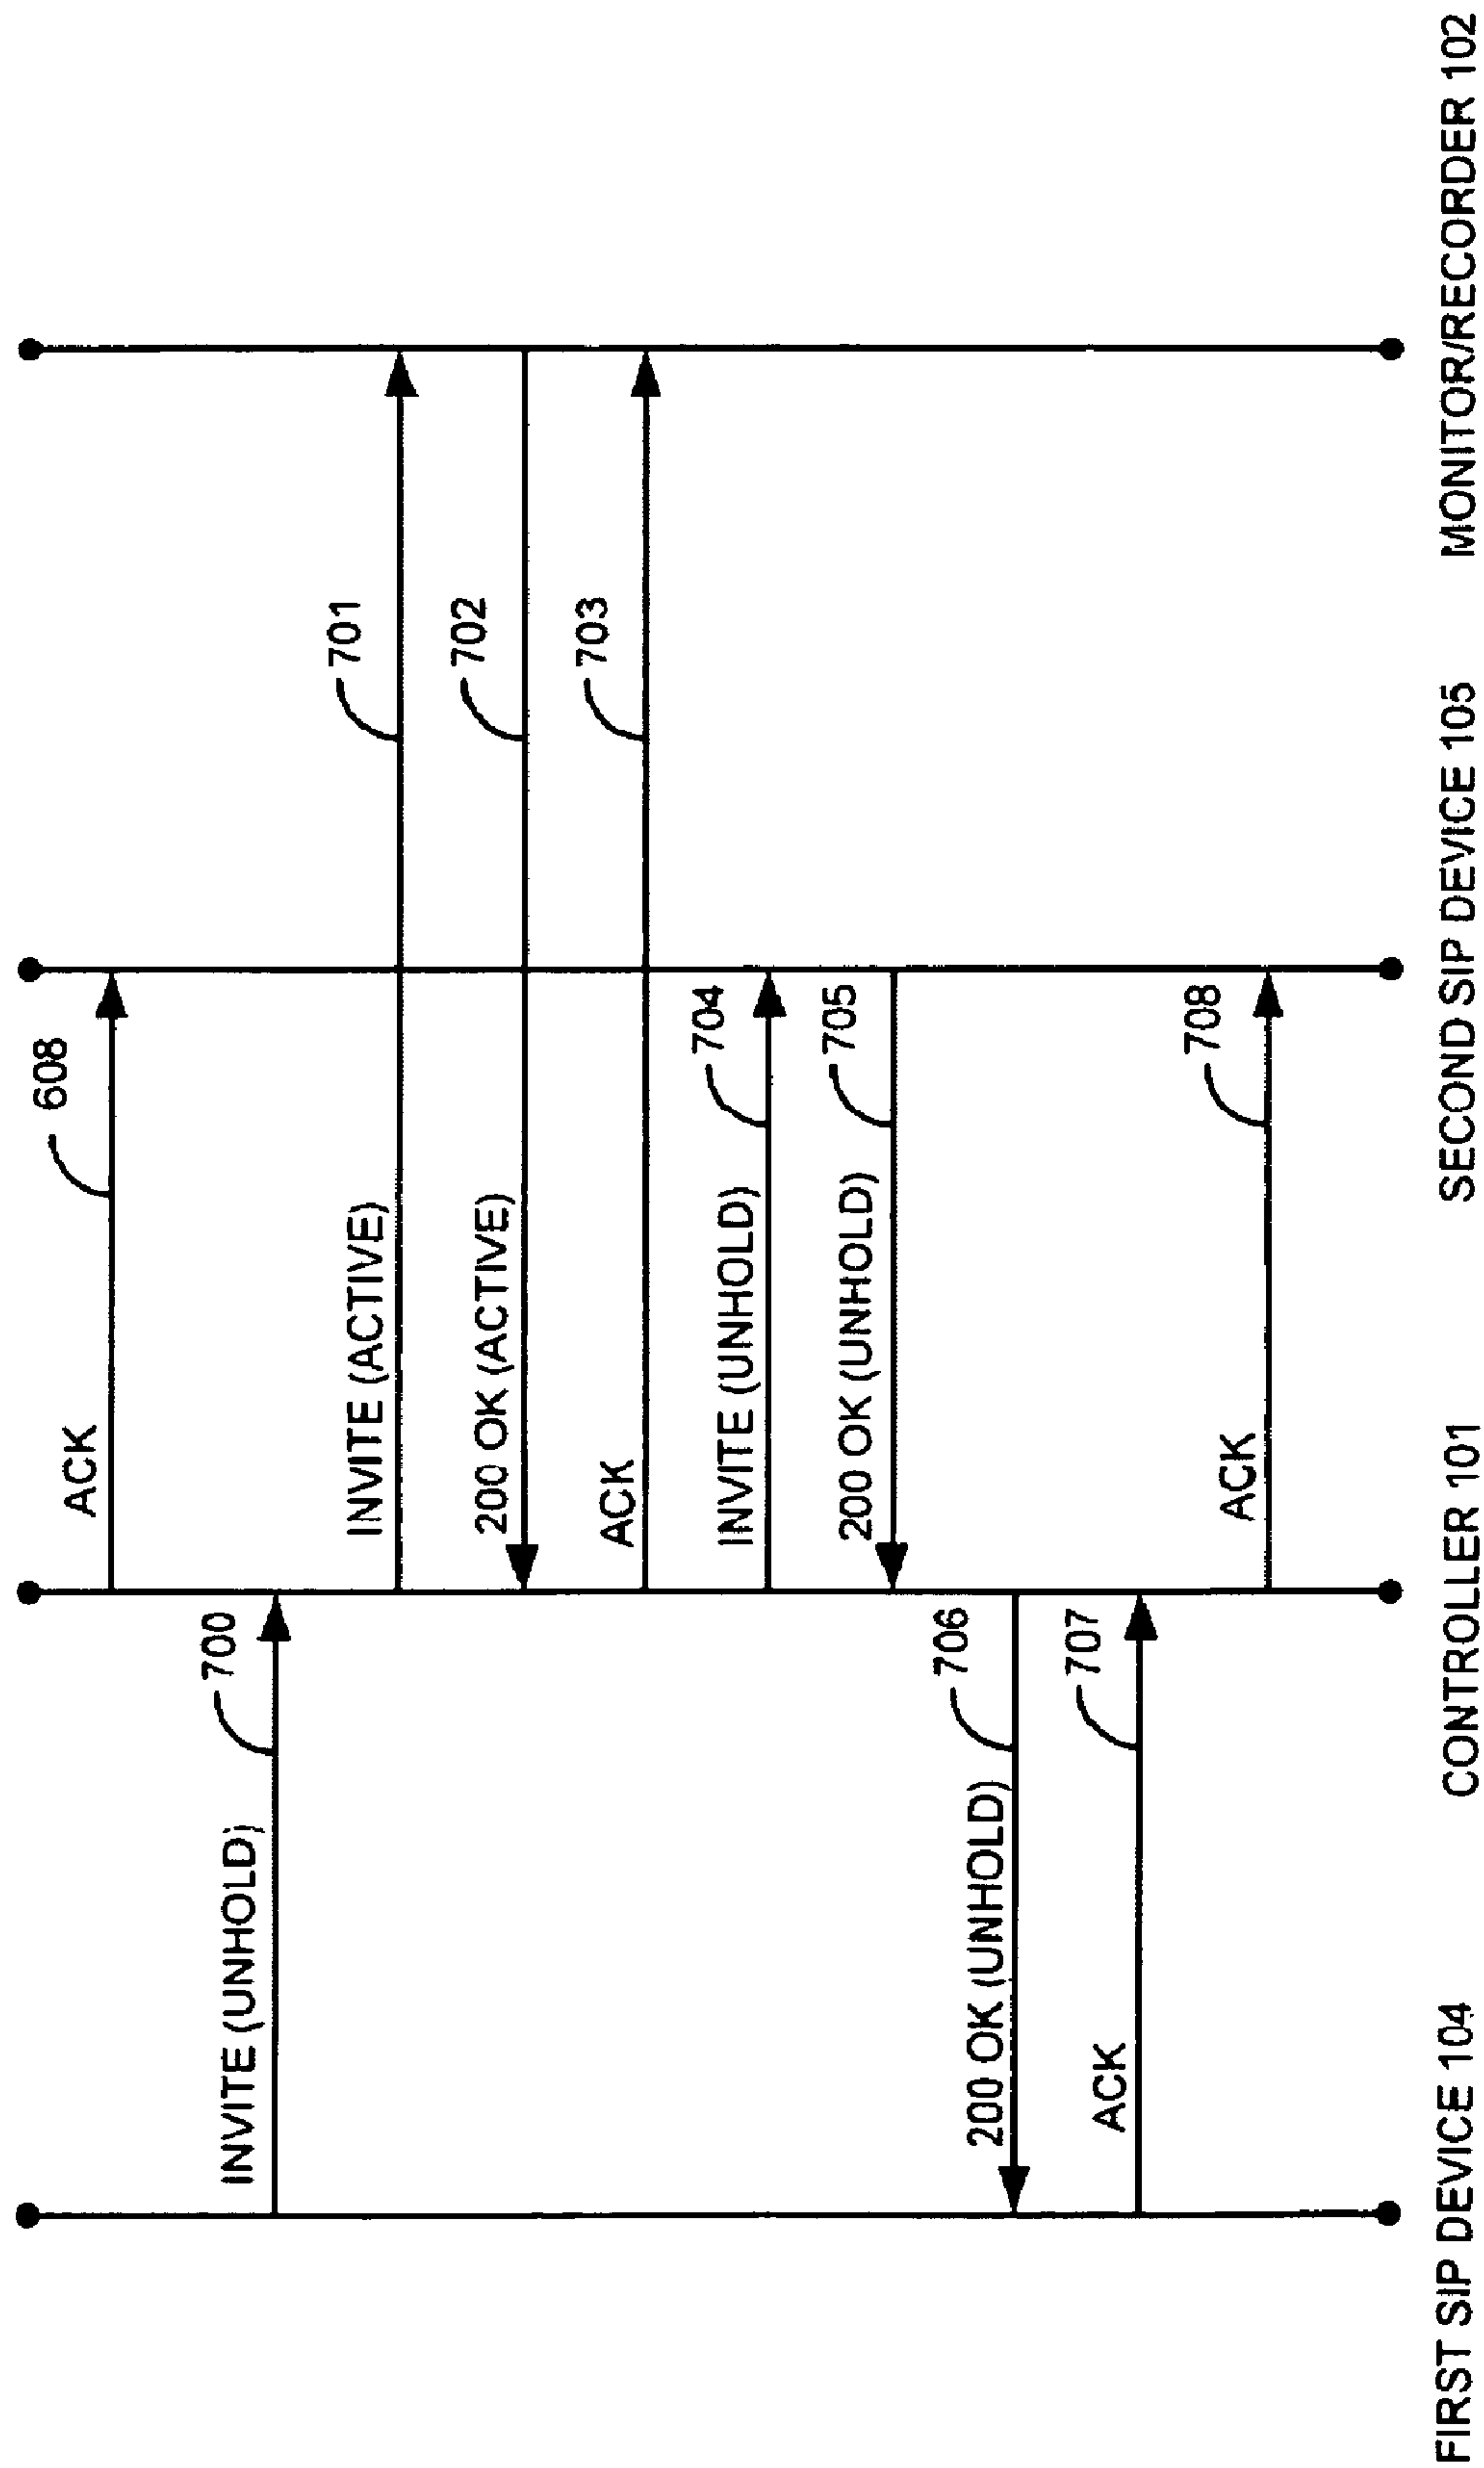 ACK
608
INVITE (UNHOLD)
700
INVITE (ACTIVE)
701
200 OK (ACTIVE)
702
ACK
703
INVITE (UNHOLD)
704
200 OK (UNHOLD)
705
200 OK (UNHOLD)
706
ACK
707
ACK
708
FIRST SIP DEVICE 104
CONTROLLER 101
SECOND SIP DEVICE 105
MONITOR/RECORDER 102